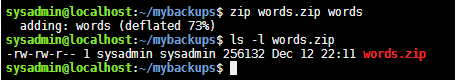 sysadmin@localhost:~/mybackups$ zip words.zip words
  adding: words (deflated 73%)
sysadmin@localhost:~/mybackups$ ls -l words.zip
-rw-rw-r-- 1 sysadmin sysadmin 256132 Dec 12 22:11 words.zip
sysadmin@localhost:~/mybackups$